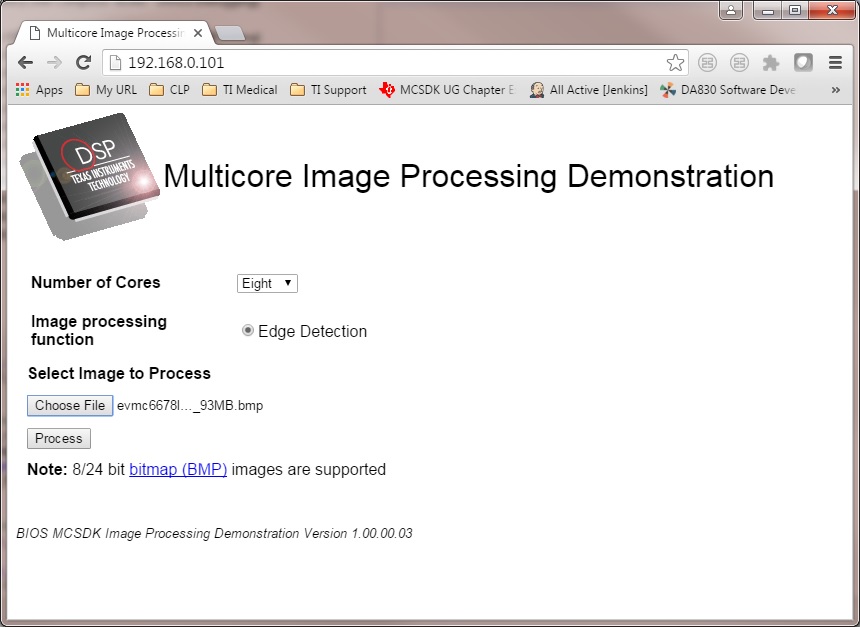 Multicore Image Processin
192.168.0.101
Apps My URL CLP TI Medical TI Support MCSDK UG Chapter All Active [Jenkins] DA830 Software Deve »
DSP
TEXAS INSTRUMENTS
TECHNOLOGY
Multicore Image Processing Demonstration
Number of Cores Eight
Image processing
function
Edge Detection
Select Image to Process
Choose File evmc6678l..._93MB.bmp
Process
Note: 8/24 bit bitmap (BMP) images are supported
BIOS MCSDK Image Processing Demonstration Version 1.00.00.03